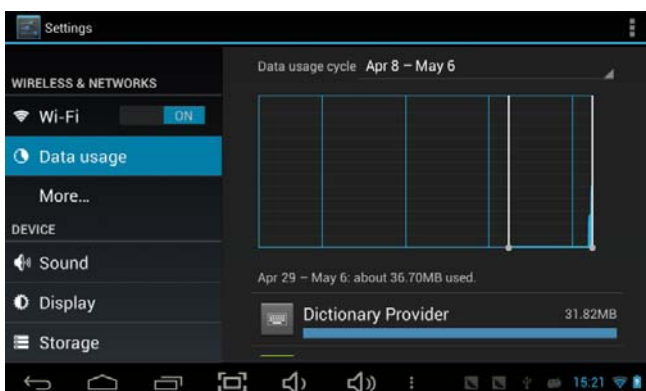 Settings
WIRELESS & NETWORKS
Wi-Fi ON
Data usage
More...
DEVICE
Sound
Display
Storage
Data usage cycle Apr 8 – May 6
Apr 29 – May 6: about 36.70MB used.
Dictionary Provider 31.82MB
15:21